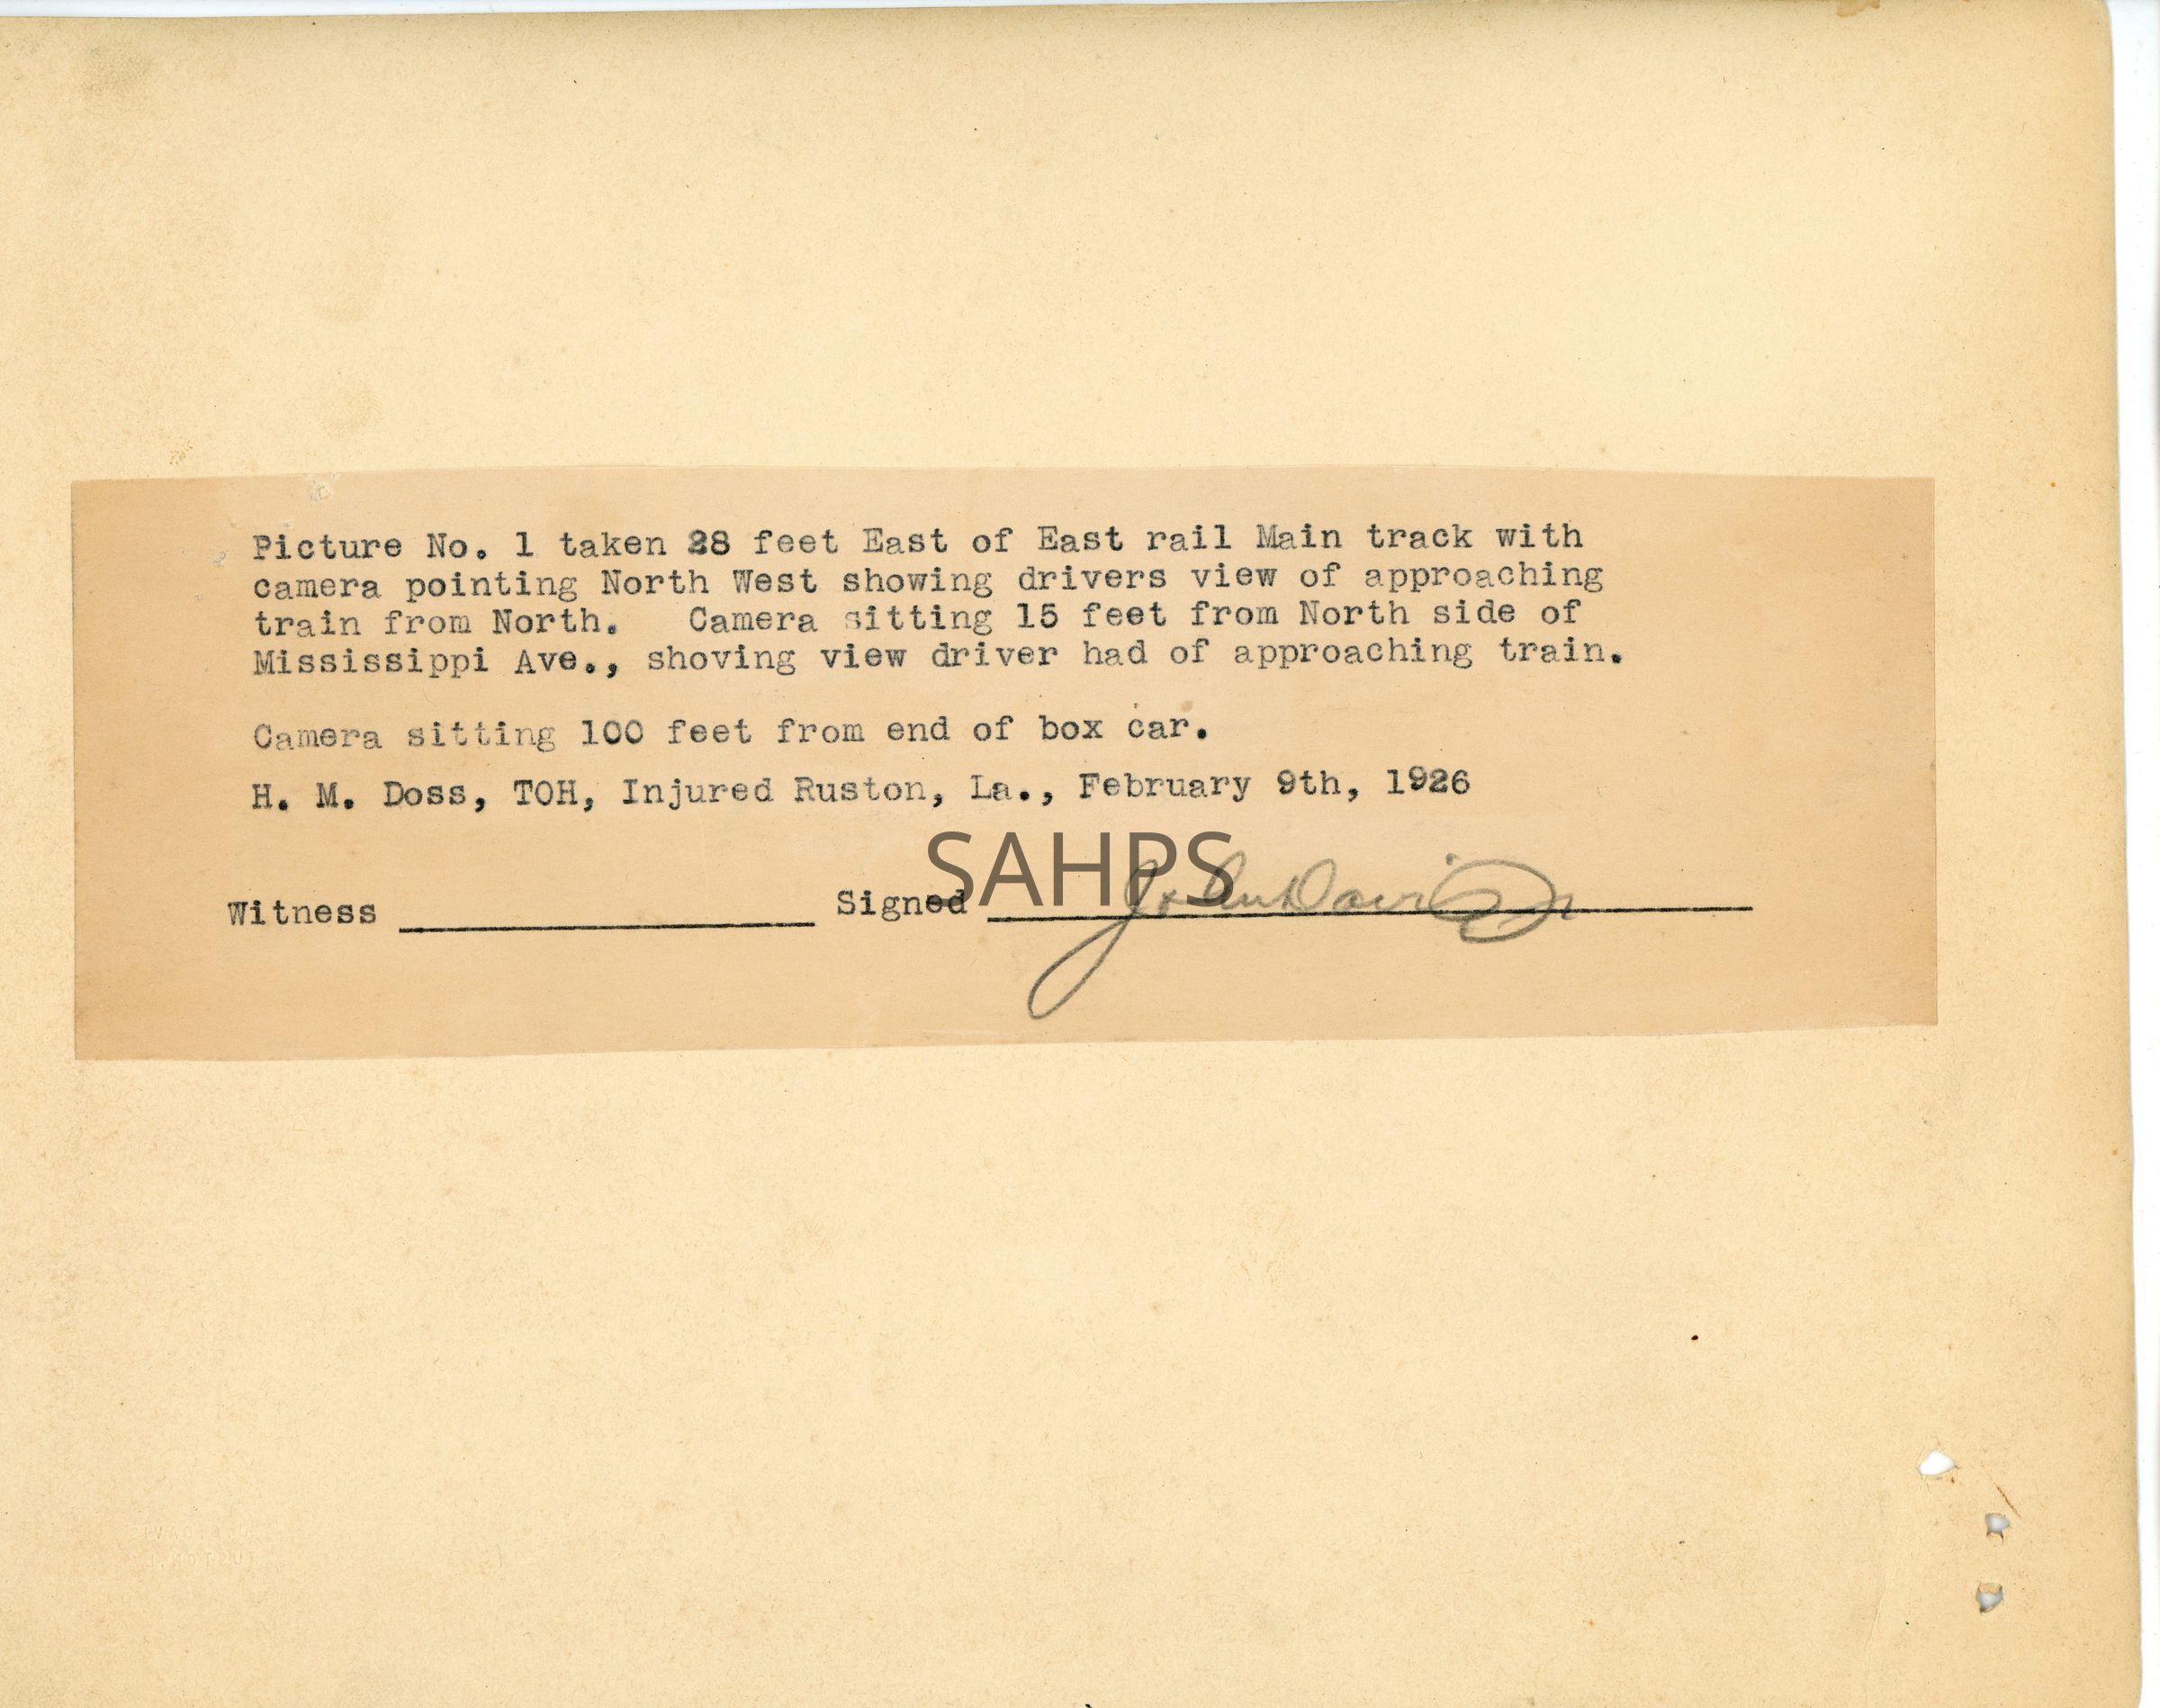 Picture No. 1 taken 28 feet East of East rail Main track with
camera pointing North West showing drivers view of approaching
train from North. Camera sitting 15 feet from North side of
Mississippi Ave., shoving view driver had of approaching train.
Camera sitting 100 feet from end of box car.
H. M. Doss, TOH, Injured Ruston, La., February 9th, 1926
SAHPS
Witness Signed John Davis Jr